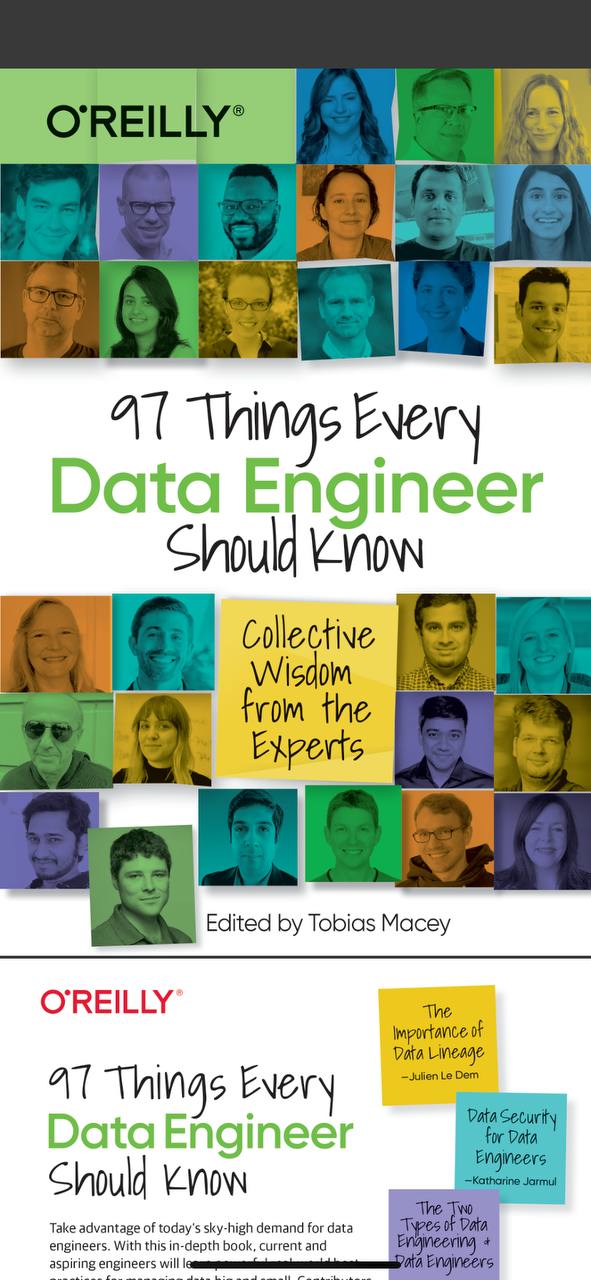 O'REILLY®
97 Things Every
Data Engineer
Should Know
Collective
Wisdom
from the
Experts
Edited by Tobias Macey
O'REILLY®
97 Things Every
Data Engineer
Should Know
Take advantage of today's sky-high demand for data
engineers. With this in-depth book, current and
aspiring engineers will
The
Importance of
Data Lineage
—Julien Le Dem
Data Security
for Data
Engineers
—Katharine Jarmul
The Two
Types of Data
Engineering +
Data Engineers